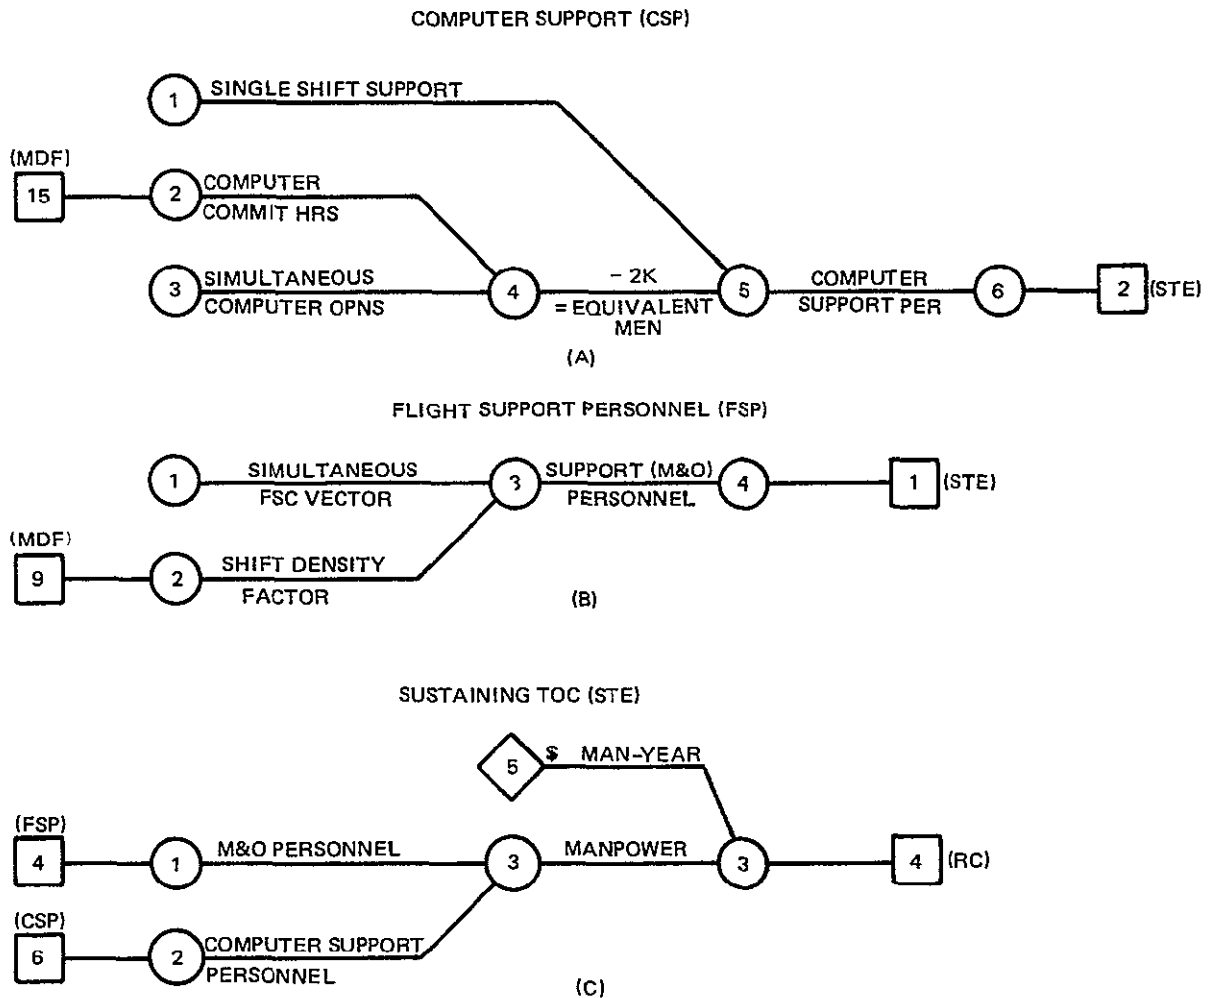 COMPUTER SUPPORT (CSP)
1
SINGLE SHIFT SUPPORT
(MDF)
15
2
COMPUTER
COMMIT HRS
3
SIMULTANEOUS
COMPUTER OPNS
4
– 2K
= EQUIVALENT
MEN
5
COMPUTER
SUPPORT PER
6
2
(STE)
(A)
FLIGHT SUPPORT PERSONNEL (FSP)
1
SIMULTANEOUS
FSC VECTOR
3
SUPPORT (M&O)
PERSONNEL
4
1
(STE)
(MDF)
9
2
SHIFT DENSITY
FACTOR
(B)
SUSTAINING TOC (STE)
5
$ MAN-YEAR
(FSP)
4
1
M&O PERSONNEL
3
MANPOWER
3
4
(RC)
(CSP)
6
2
COMPUTER SUPPORT
PERSONNEL
(C)